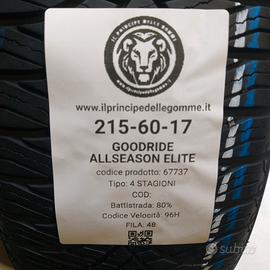 IL PRINCIPE DELLE GOMME
www.ilprincipedellegomme.it
215-60-17
GOODRIDE
ALLSEASON ELITE
codice prodotto: 67737
Tipo: 4 STAGIONI
COD:
Battistrada: 80%
Codice Velocità: 96H
FILA: 48
subito